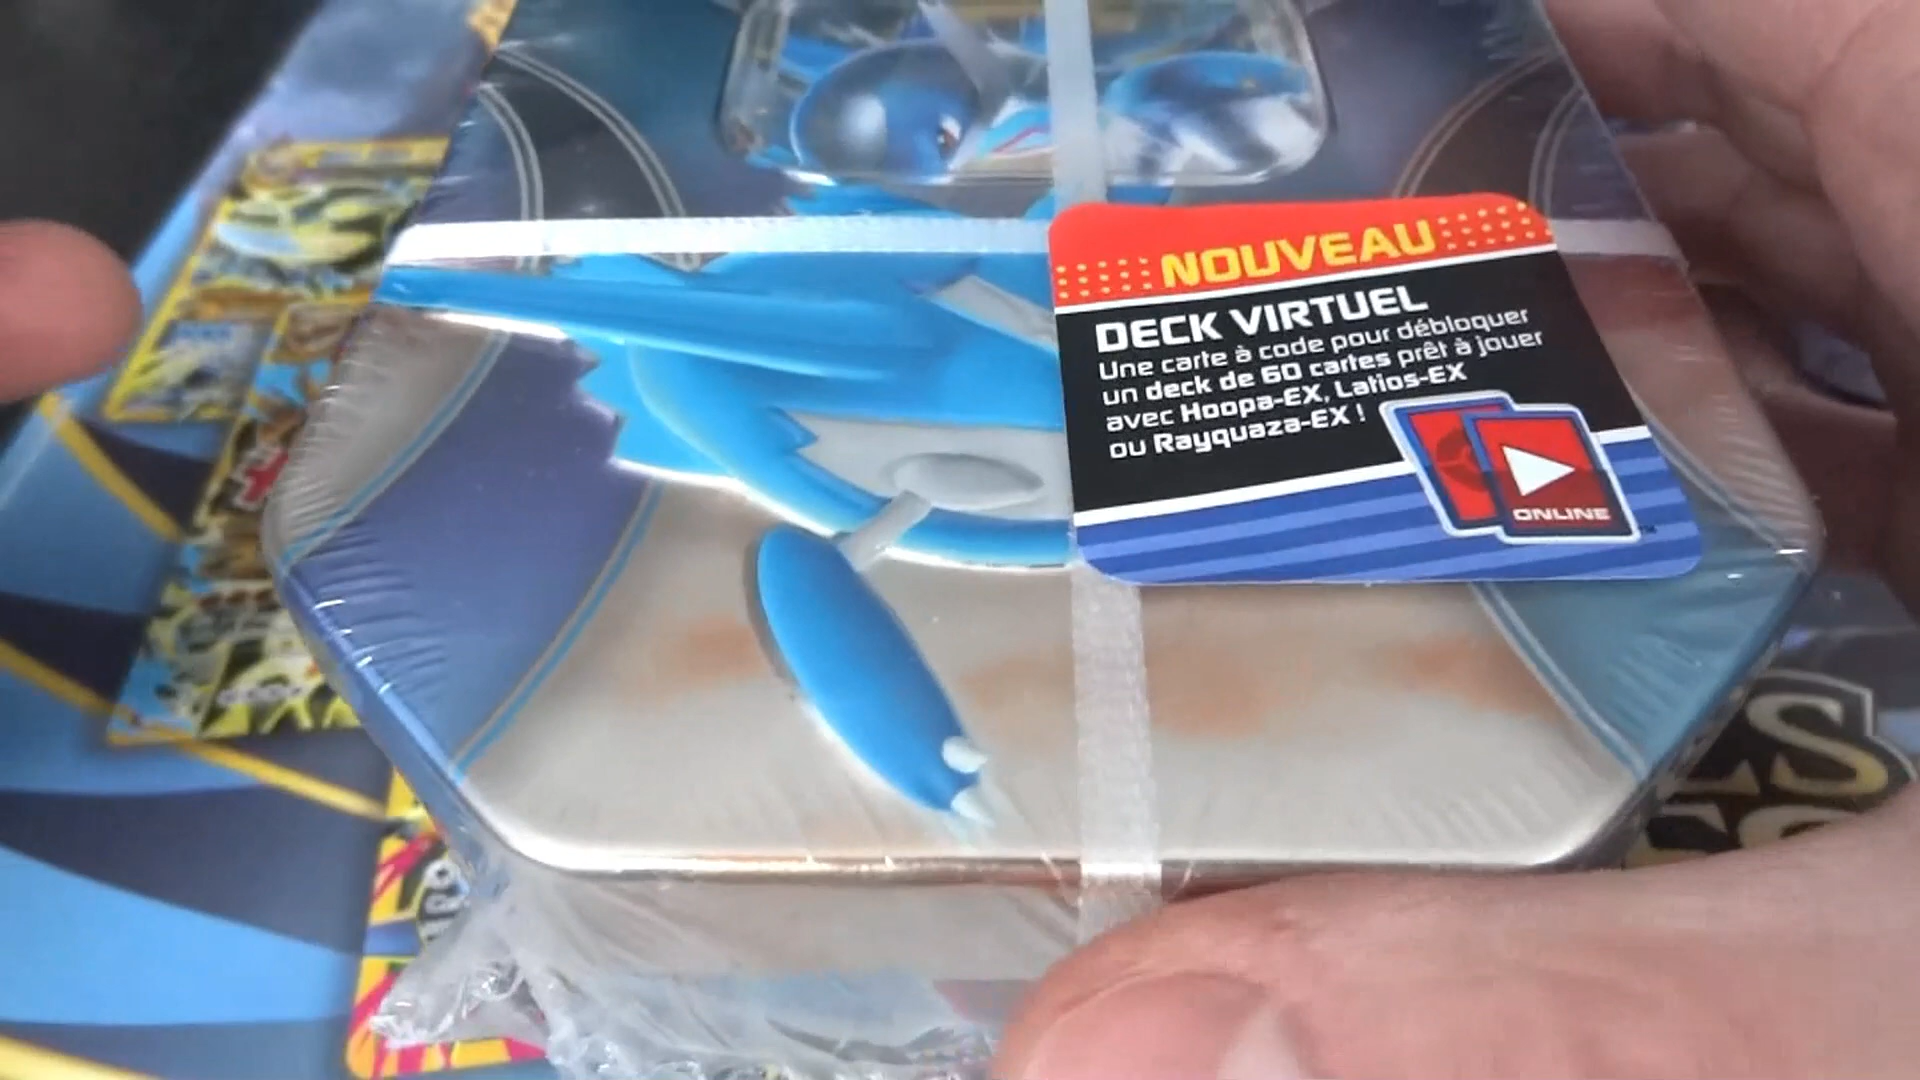 NOUVEAU
DECK VIRTUEL
Une carte à code pour débloquer
un deck de 60 cartes prêt à jouer
avec Hoopa-EX, Latios-EX
ou Rayquaza-EX !
ONLINE
™